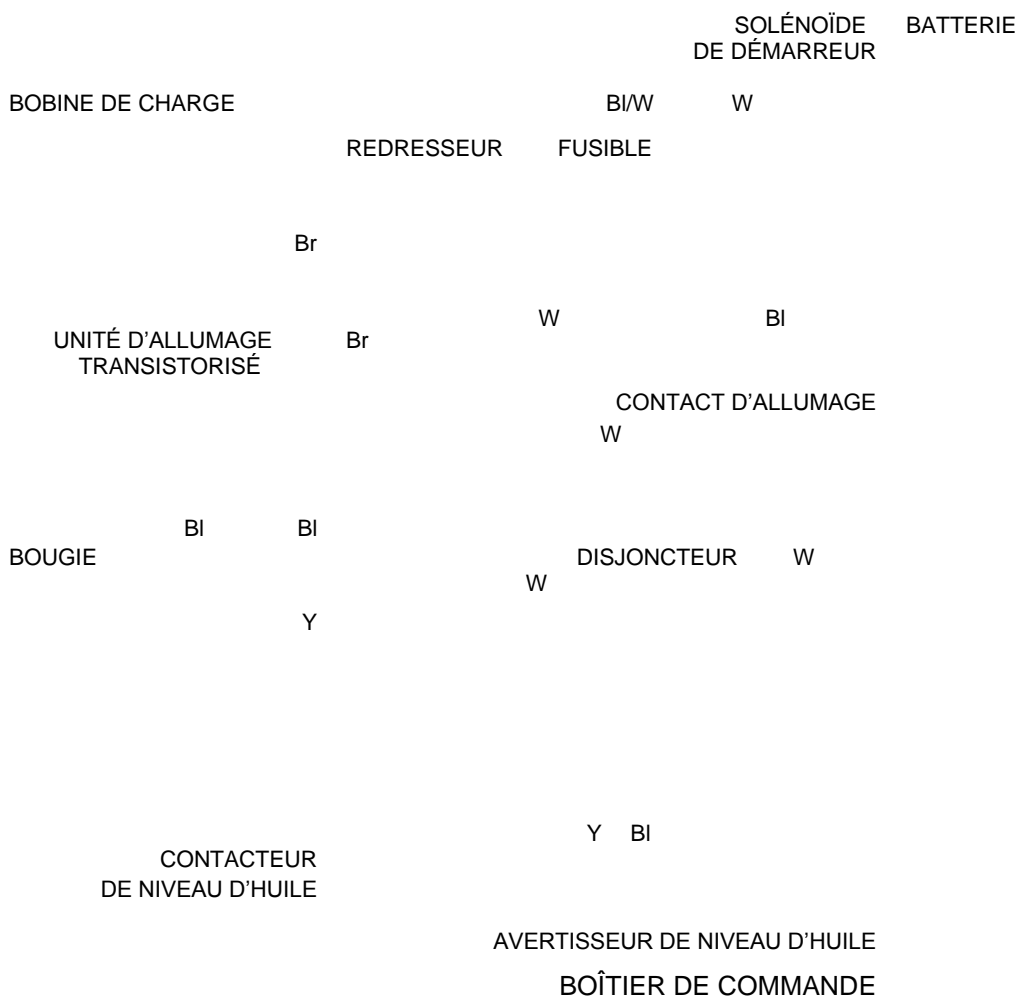 SOLÉNOÏDE BATTERIE
DE DÉMARREUR
BOBINE DE CHARGE Bl/W W
REDRESSEUR FUSIBLE
Br
W Bl
UNITÉ D’ALLUMAGE Br
TRANSISTORISÉ
CONTACT D’ALLUMAGE
W
Bl Bl
BOUGIE DISJONCTEUR W
W
Y
Y Bl
CONTACTEUR
DE NIVEAU D’HUILE
AVERTISSEUR DE NIVEAU D’HUILE
BOÎTIER DE COMMANDE